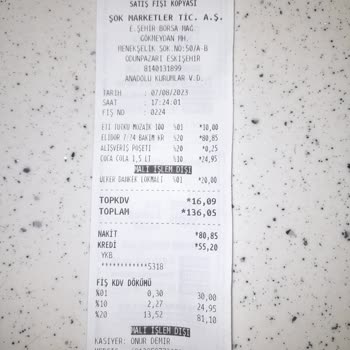 SATIŞ FİŞİ KOPYASI
ŞOK MARKETLER TİC. A.Ş.
E.ŞEHİR BORSA MAĞ
GÖKMEYDAN MH.
MENEKŞELİK SOK.NO:50/A-B
ODUNPAZARI ESKİŞEHİR
8140131899
ANADOLU KURUMLAR V.D.
TARİH : 07/08/2023
SAAT : 17:24:01
FİŞ NO : 0224
ETİ TUTKU MOZAİK 100 %01 *10,00
ELİDOR 7/24 BAKIM KR %20 *80,85
ALIŞVERİŞ POŞETİ %20 *0,25
COCA COLA 1,5 LT %10 *24,95
MALİ İŞLEM DIŞI
ÜLKER DANKEK LOKMALI %01 *20,00
TOPKDV *16,09
TOPLAM *136,05
NAKİT *80,85
KREDİ *55,20
YKB
************5318
FİŞ KDV DÖKÜMÜ
%01 0,30 30,00
%10 2,27 24,95
%20 13,52 81,10
MALİ İŞLEM DIŞI
KASİYER: ONUR DEMİR